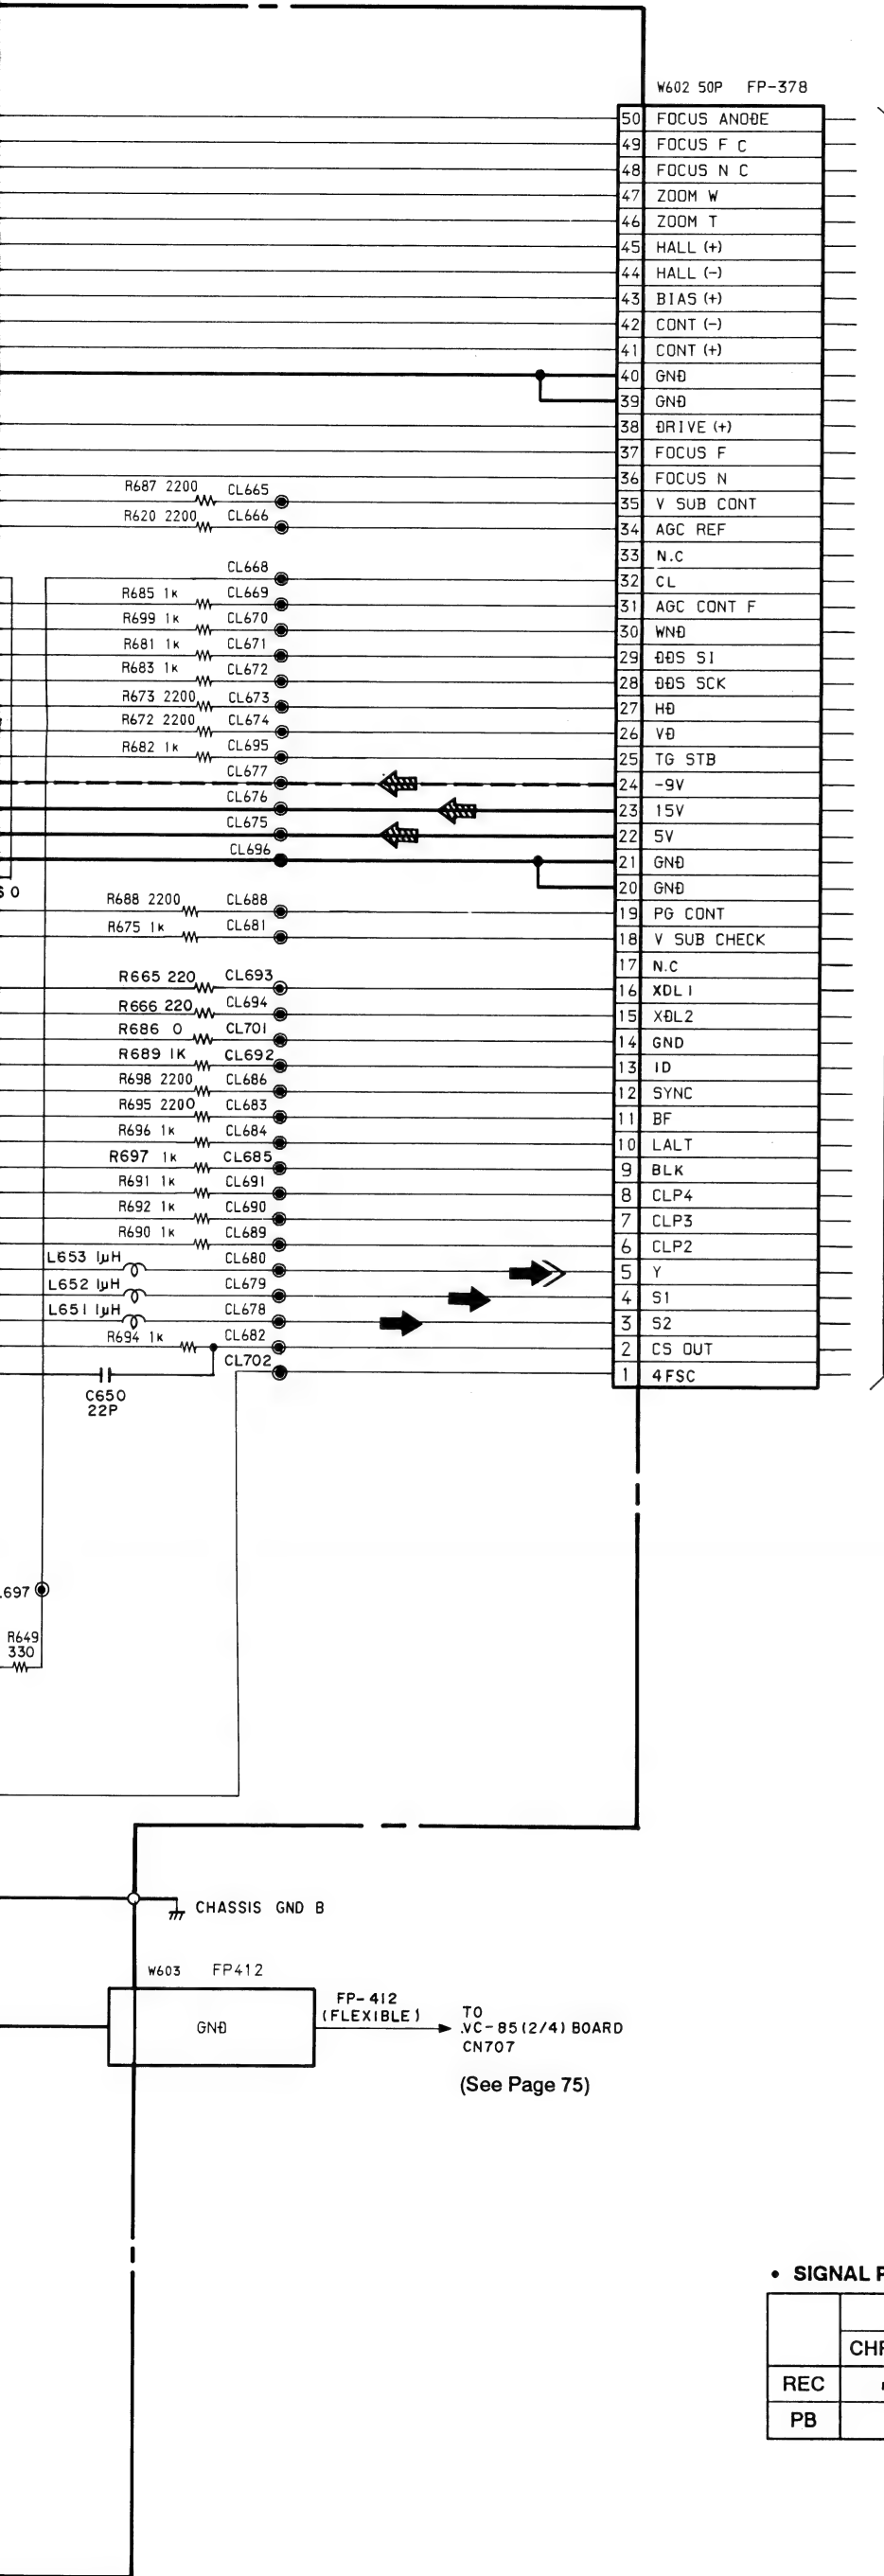 W602 50P FP-378
50 FOCUS ANODE
49 FOCUS F C
48 FOCUS N C
47 ZOOM W
46 ZOOM T
45 HALL (+)
44 HALL (-)
43 BIAS (+)
42 CONT (-)
41 CONT (+)
40 GND
39 GND
38 DRIVE (+)
37 FOCUS F
36 FOCUS N
R687 2200 CL665 35 V SUB CONT
R620 2200 CL666 34 AGC REF
33 N.C
CL668 32 CL
R685 1k CL669 31 AGC CONT F
R699 1k CL670 30 WND
R681 1k CL671 29 DDS SI
R683 1k CL672 28 DDS SCK
R673 2200 CL673 27 HD
R672 2200 CL674 26 VD
R682 1k CL695 25 TG STB
CL677 24 -9V
CL676 23 15V
CL675 22 5V
CL696 21 GND
20 GND
R688 2200 CL688 19 PG CONT
R675 1k CL681 18 V SUB CHECK
17 N.C
R665 220 CL693 16 XDL1
R666 220 CL694 15 XDL2
R686 0 CL701 14 GND
R689 1K CL692 13 ID
R698 2200 CL686 12 SYNC
R695 2200 CL683 11 BF
R696 1k CL684 10 LALT
R697 1k CL685 9 BLK
R691 1k CL691 8 CLP4
R692 1k CL690 7 CLP3
R690 1k CL689 6 CLP2
L653 1μH CL680 5 Y
L652 1μH CL679 4 S1
L651 1μH CL678 3 S2
R694 1k CL682 2 CS OUT
CL702 1 4FSC
C650
22P
697
R649
330
CHASSIS GND B
W603 FP412
GND
FP-412
(FLEXIBLE)
TO
VC-85(2/4) BOARD
CN707
(See Page 75)
• SIGNAL P
CHR
REC
PB